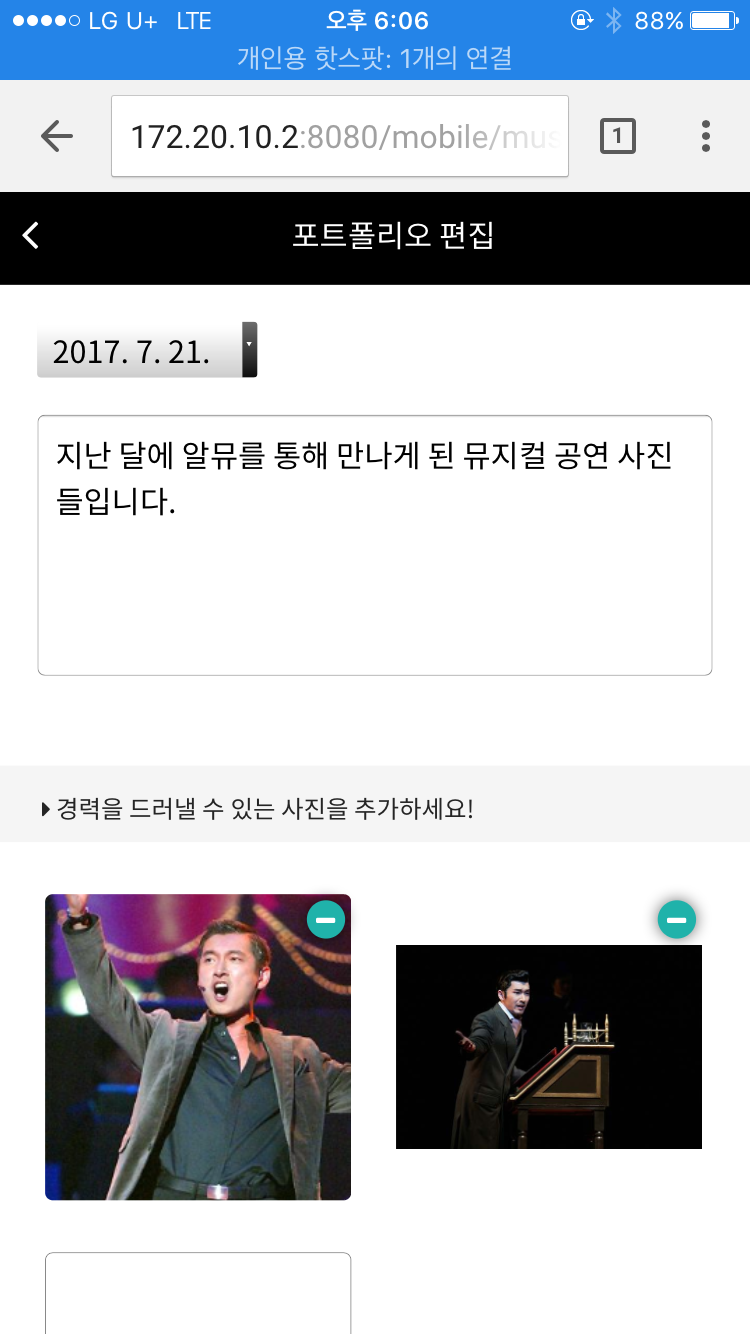 LG U+ LTE 오후 6:06 88%
개인용 핫스팟: 1개의 연결
172.20.10.2:8080/mobile/mus
1
포트폴리오 편집
2017. 7. 21.
지난 달에 알뮤를 통해 만나게 된 뮤지컬 공연 사진
들입니다.
경력을 드러낼 수 있는 사진을 추가하세요!